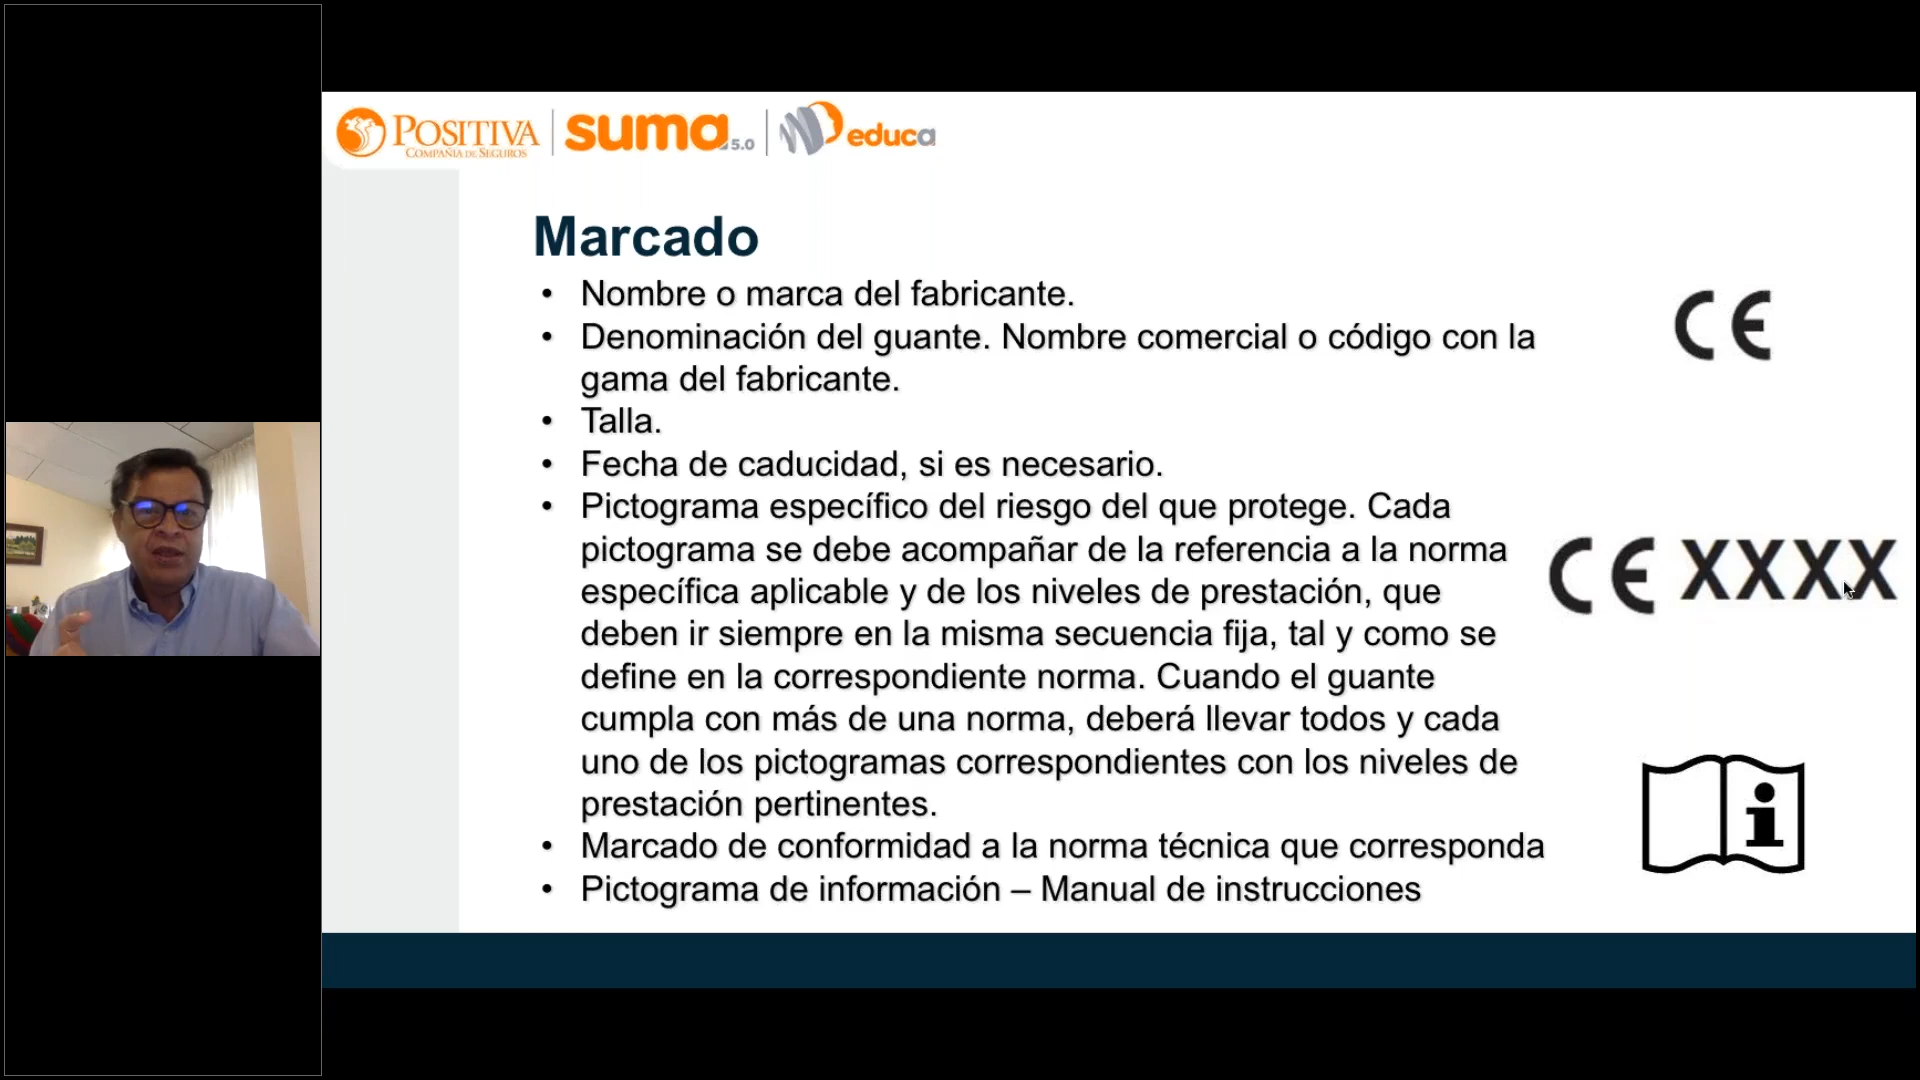 POSITIVA
COMPAÑIA DE SEGUROS
suma 5.0
educa
Marcado
• Nombre o marca del fabricante.
• Denominación del guante. Nombre comercial o código con la
gama del fabricante.
• Talla.
• Fecha de caducidad, si es necesario.
• Pictograma específico del riesgo del que protege. Cada
pictograma se debe acompañar de la referencia a la norma
específica aplicable y de los niveles de prestación, que
deben ir siempre en la misma secuencia fija, tal y como se
define en la correspondiente norma. Cuando el guante
cumpla con más de una norma, deberá llevar todos y cada
uno de los pictogramas correspondientes con los niveles de
prestación pertinentes.
• Marcado de conformidad a la norma técnica que corresponda
• Pictograma de información – Manual de instrucciones
CE
CE XXXX
i